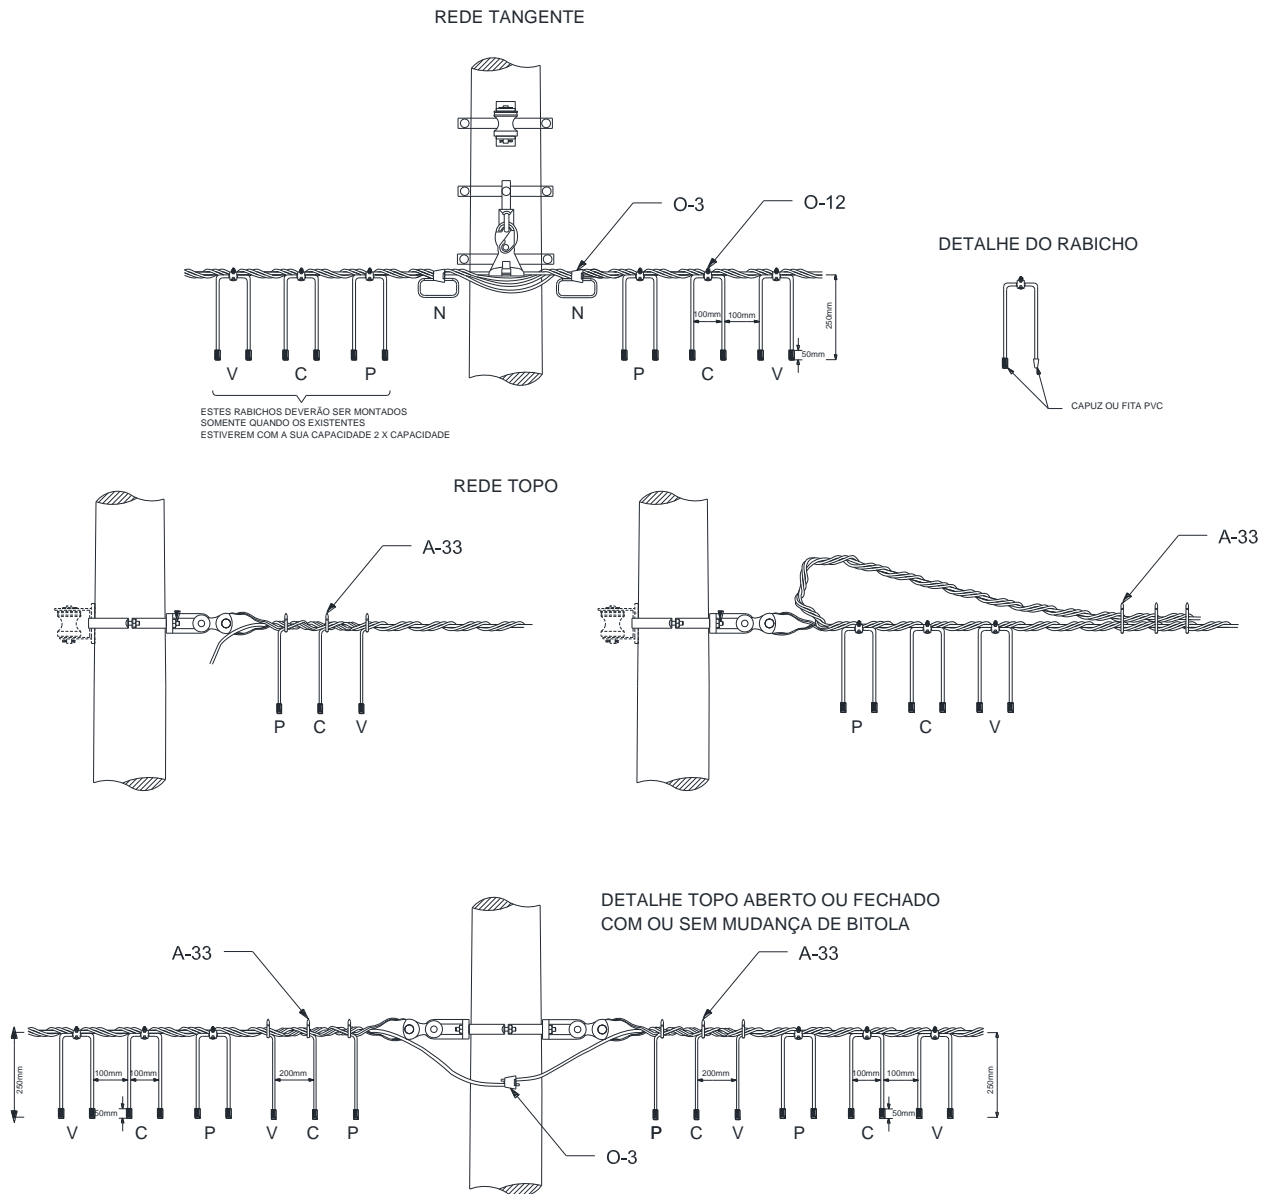 REDE TANGENTE
O-3
O-12
DETALHE DO RABICHO
N
N
100mm
100mm
250mm
50mm
V
C
P
P
C
V
CAPUZ OU FITA PVC
ESTES RABICHOS DEVERÃO SER MONTADOS
SOMENTE QUANDO OS EXISTENTES
ESTIVEREM COM A SUA CAPACIDADE 2 X CAPACIDADE
REDE TOPO
A-33
A-33
P
C
V
P
C
V
DETALHE TOPO ABERTO OU FECHADO
COM OU SEM MUDANÇA DE BITOLA
A-33
A-33
250mm
100mm
100mm
200mm
200mm
100mm
100mm
250mm
50mm
50mm
V
C
P
V
C
P
P
C
V
P
C
V
O-3